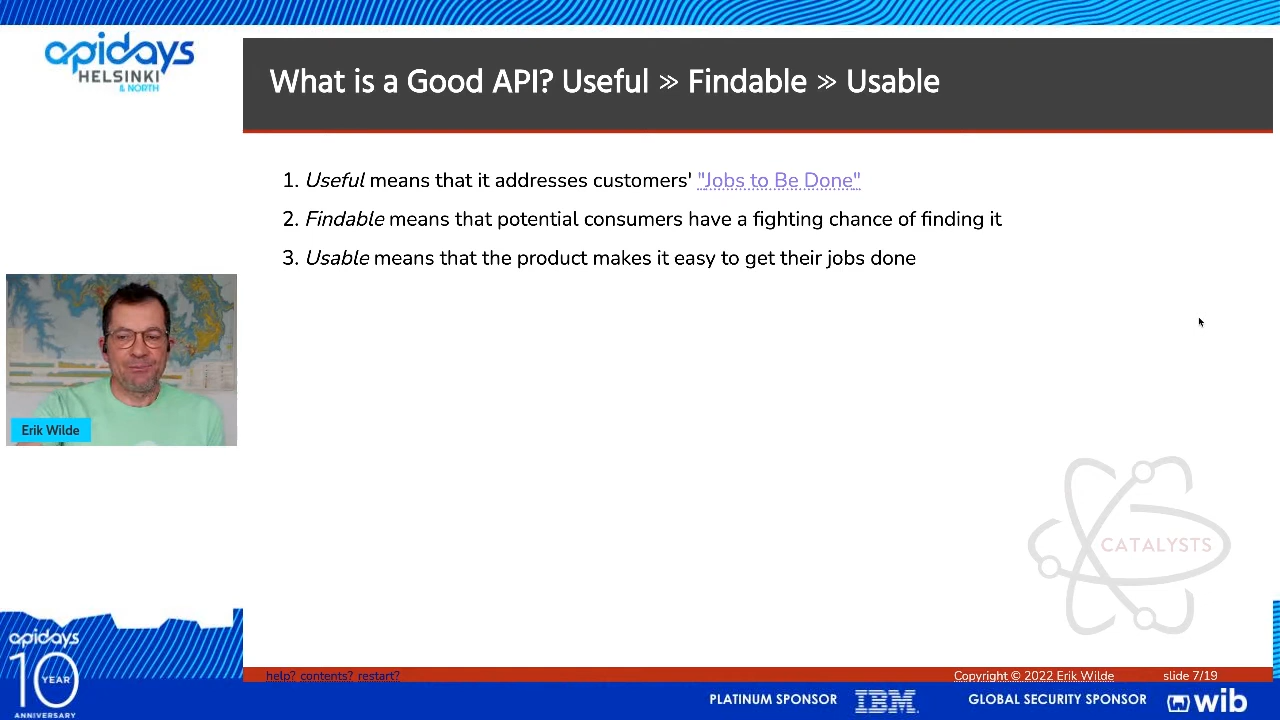 apidays
HELSINKI
& NORTH
What is a Good API? Useful » Findable » Usable
1. Useful means that it addresses customers' "Jobs to Be Done"
2. Findable means that potential consumers have a fighting chance of finding it
3. Usable means that the product makes it easy to get their jobs done
Erik Wilde
CATALYSTS
apidays
10 YEAR
ANNIVERSARY
help? contents? restart?
Copyright © 2022 Erik Wilde
slide 7/19
PLATINUM SPONSOR IBM
GLOBAL SECURITY SPONSOR wib